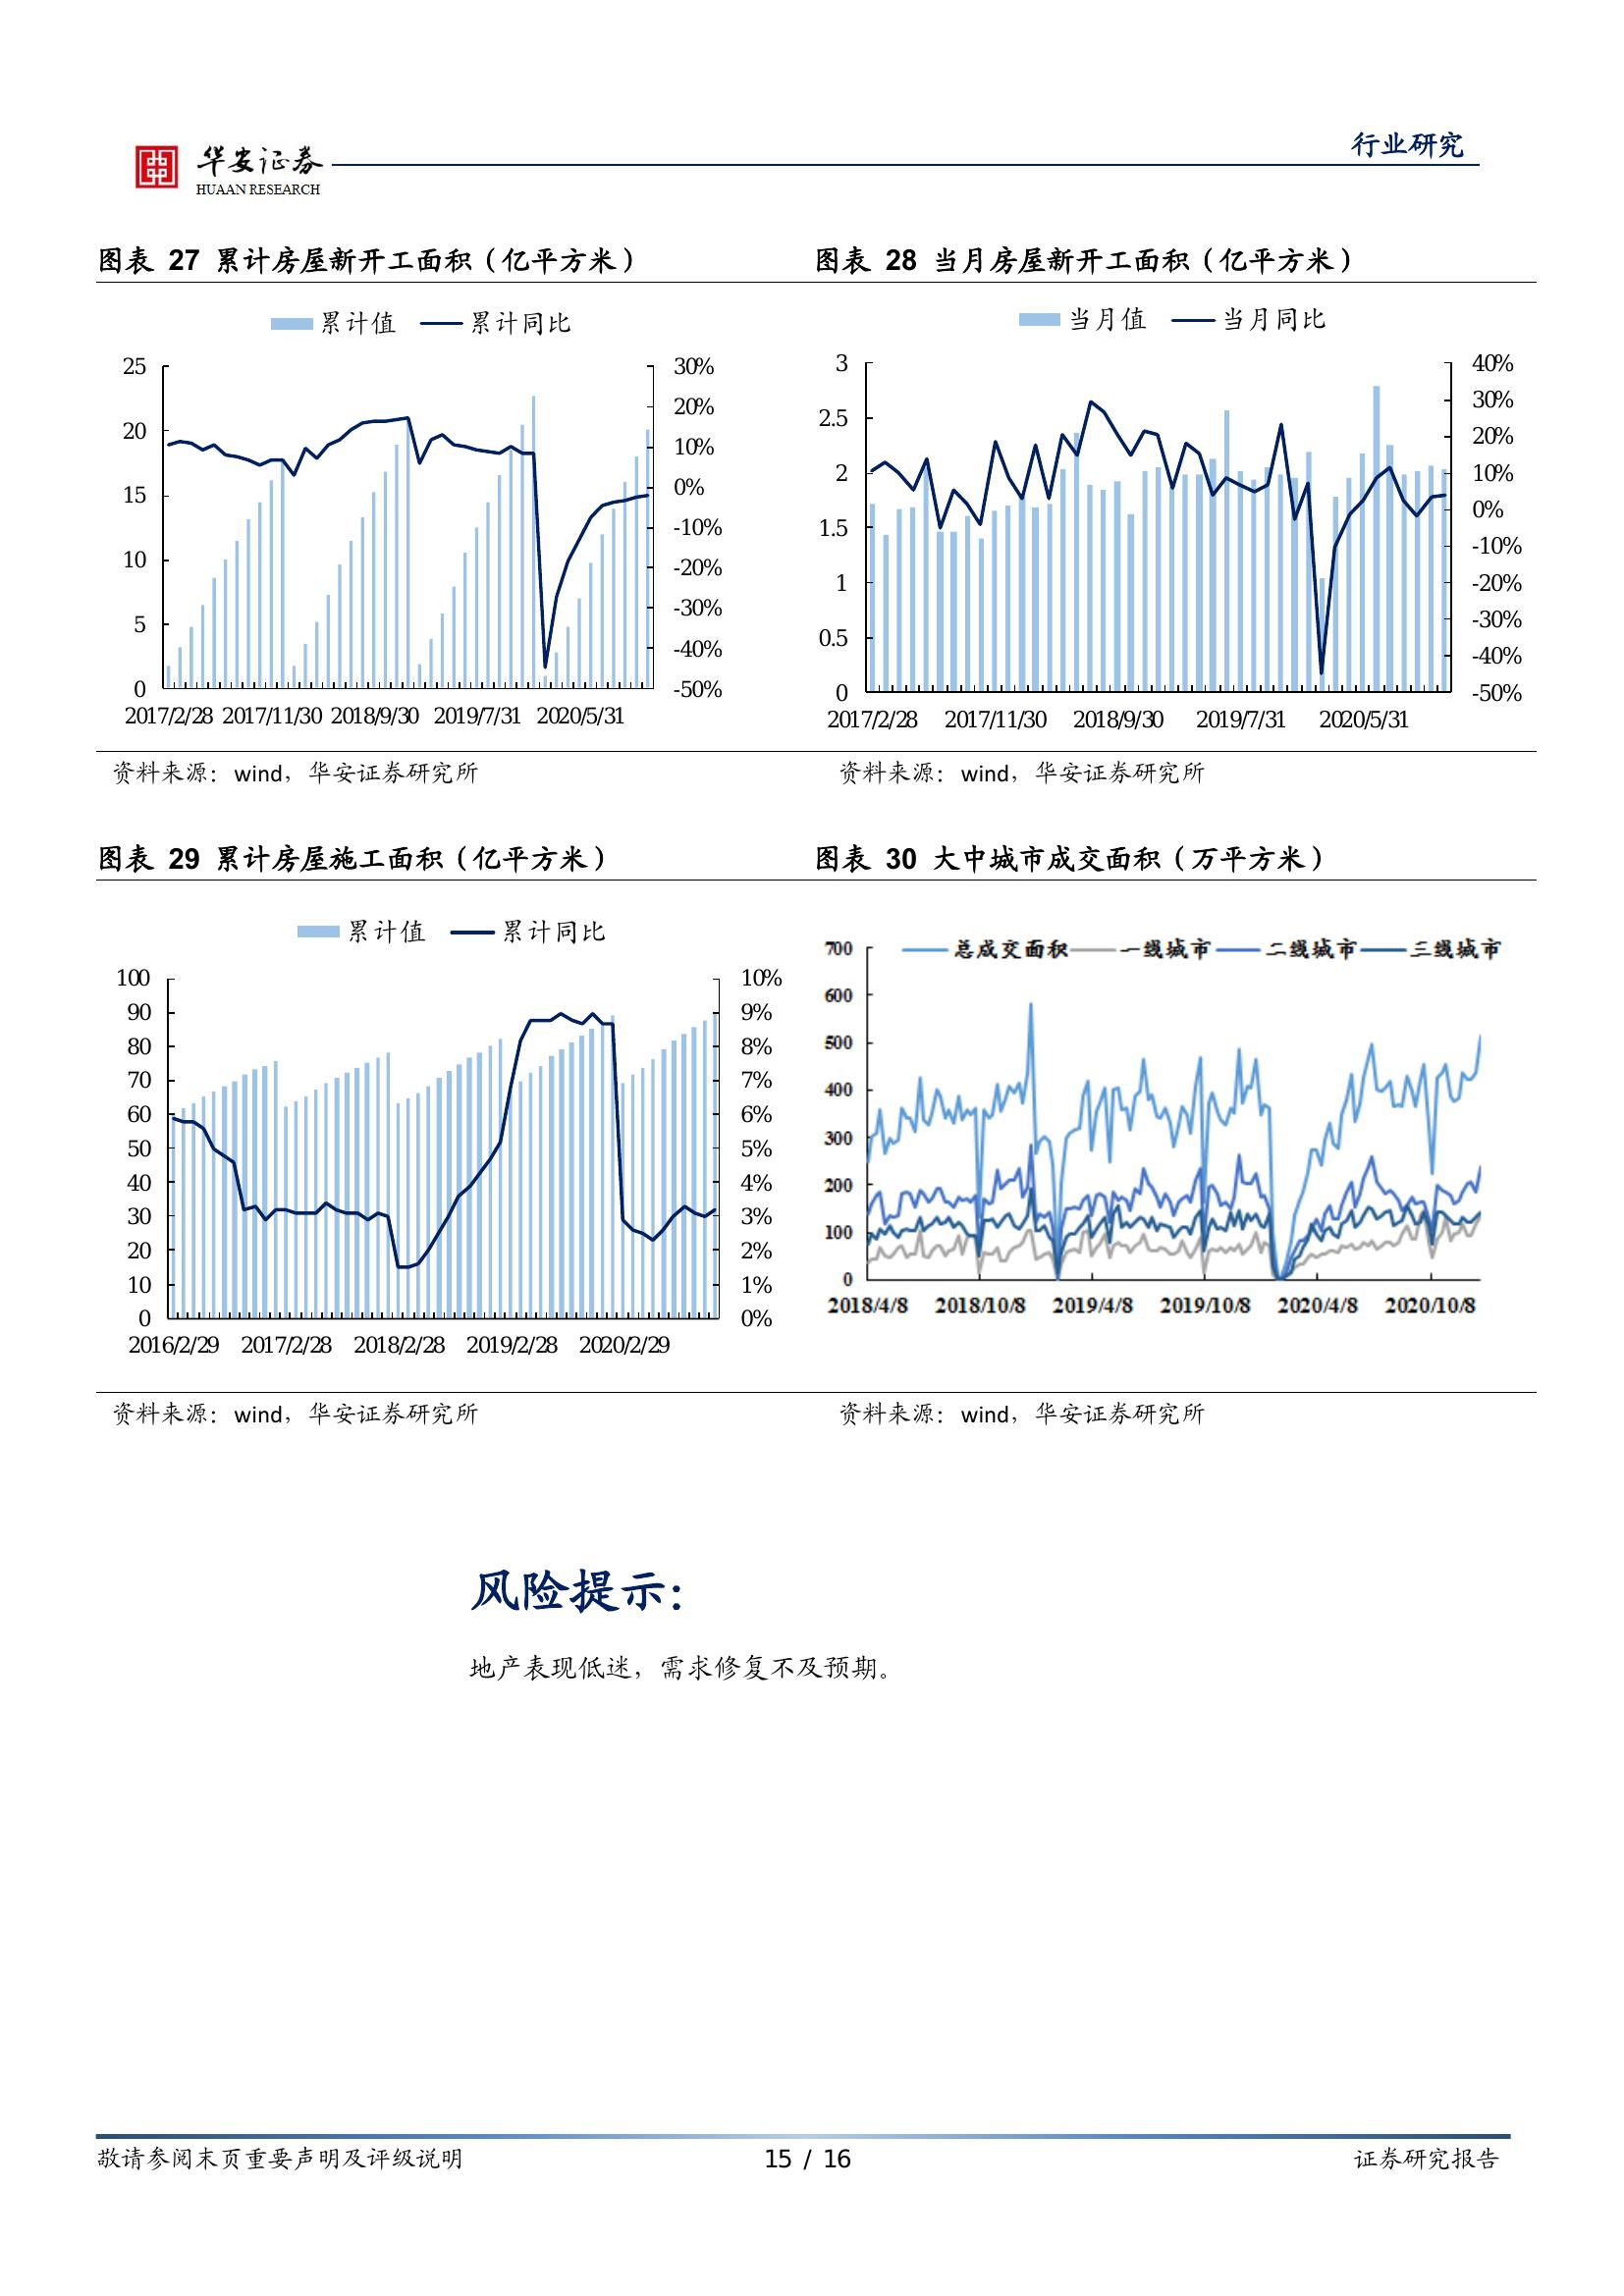 行业研究
华安证券
HUAAN RESEARCH
图表 27 累计房屋新开工面积（亿平方米）
累计值 累计同比
25
20
15
10
5
0
30%
20%
10%
0%
-10%
-20%
-30%
-40%
-50%
2017/2/28 2017/11/30 2018/9/30 2019/7/31 2020/5/31
资料来源：wind，华安证券研究所
图表 28 当月房屋新开工面积（亿平方米）
当月值 当月同比
3
2.5
2
1.5
1
0.5
0
40%
30%
20%
10%
0%
-10%
-20%
-30%
-40%
-50%
2017/2/28 2017/11/30 2018/9/30 2019/7/31 2020/5/31
资料来源：wind，华安证券研究所
图表 29 累计房屋施工面积（亿平方米）
累计值 累计同比
100
90
80
70
60
50
40
30
20
10
0
10%
9%
8%
7%
6%
5%
4%
3%
2%
1%
0%
2016/2/29 2017/2/28 2018/2/28 2019/2/28 2020/2/29
资料来源：wind，华安证券研究所
图表 30 大中城市成交面积（万平方米）
总成交面积 一线城市 二线城市 三线城市
700
600
500
400
300
200
100
0
2018/4/8 2018/10/8 2019/4/8 2019/10/8 2020/4/8 2020/10/8
资料来源：wind，华安证券研究所
风险提示：
地产表现低迷，需求修复不及预期。
敬请参阅末页重要声明及评级说明 15 / 16 证券研究报告